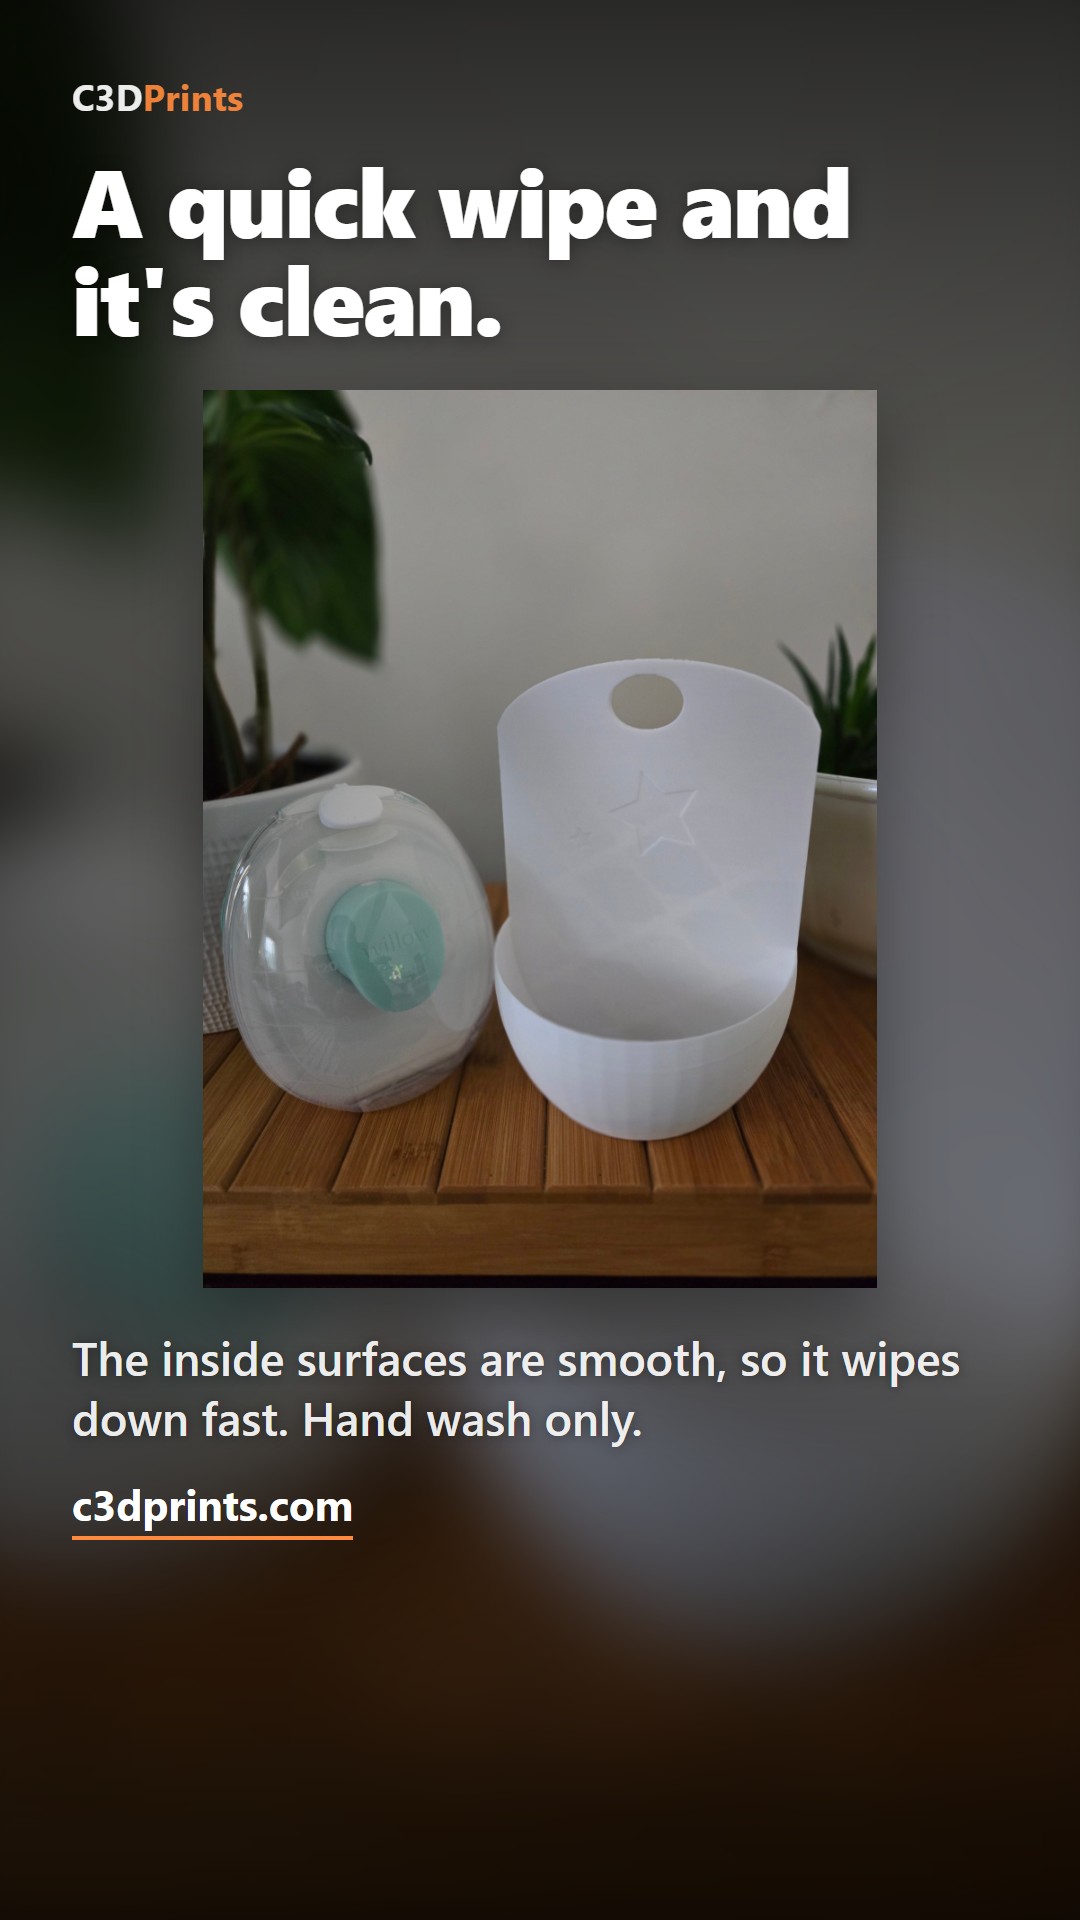 C3DPrints
A quick wipe and
it's clean.
willow
The inside surfaces are smooth, so it wipes
down fast. Hand wash only.
c3dprints.com